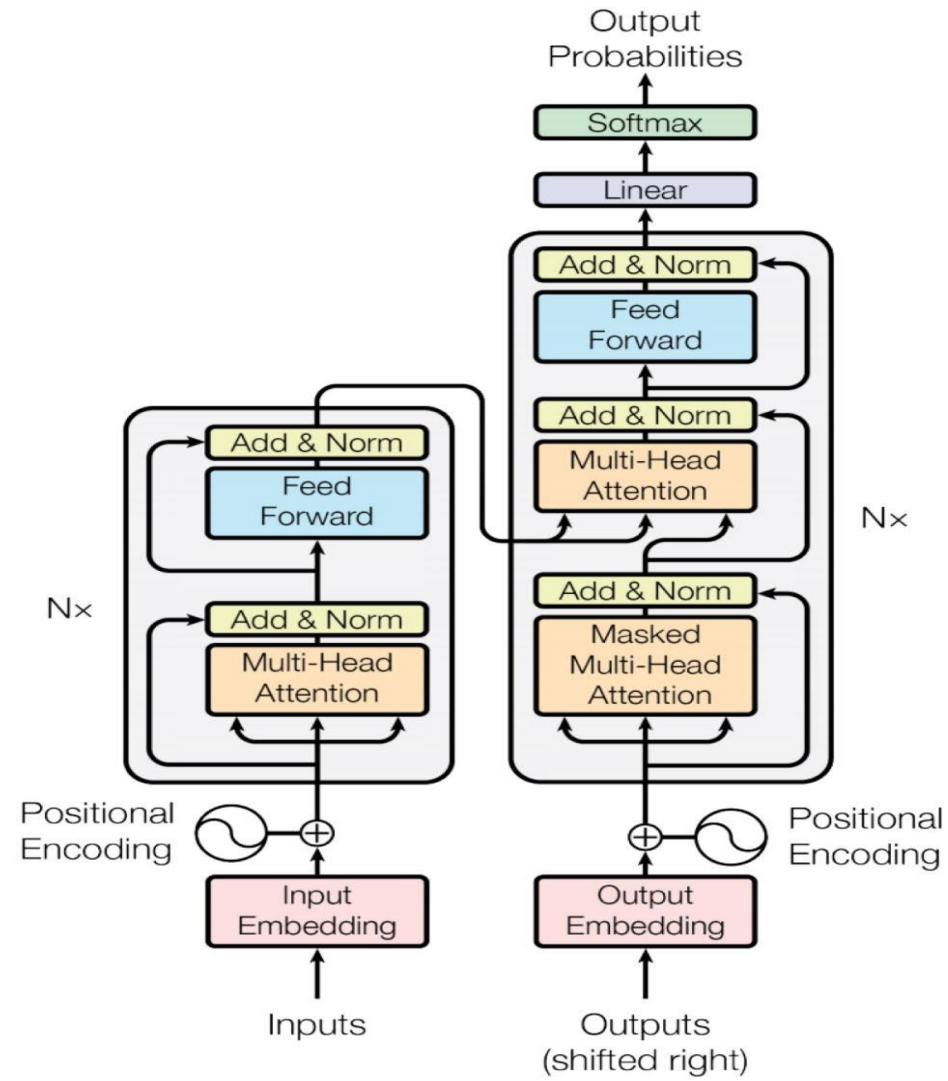 Output
Probabilities
Softmax
Linear
Add & Norm
Feed
Forward
Add & Norm
Multi-Head
Attention
Add & Norm
Masked
Multi-Head
Attention
Nx
Add & Norm
Feed
Forward
Add & Norm
Multi-Head
Attention
Nx
Positional
Encoding
Positional
Encoding
Input
Embedding
Output
Embedding
Inputs
Outputs
(shifted right)